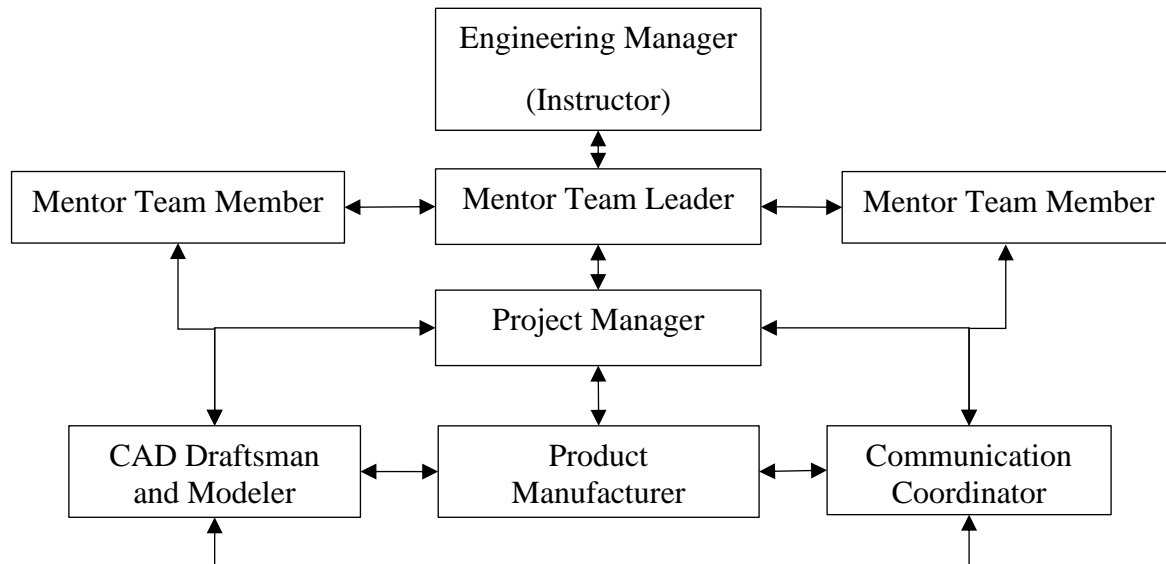 Engineering Manager
(Instructor)
Mentor Team Member
Mentor Team Leader
Mentor Team Member
Project Manager
CAD Draftsman
and Modeler
Product
Manufacturer
Communication
Coordinator